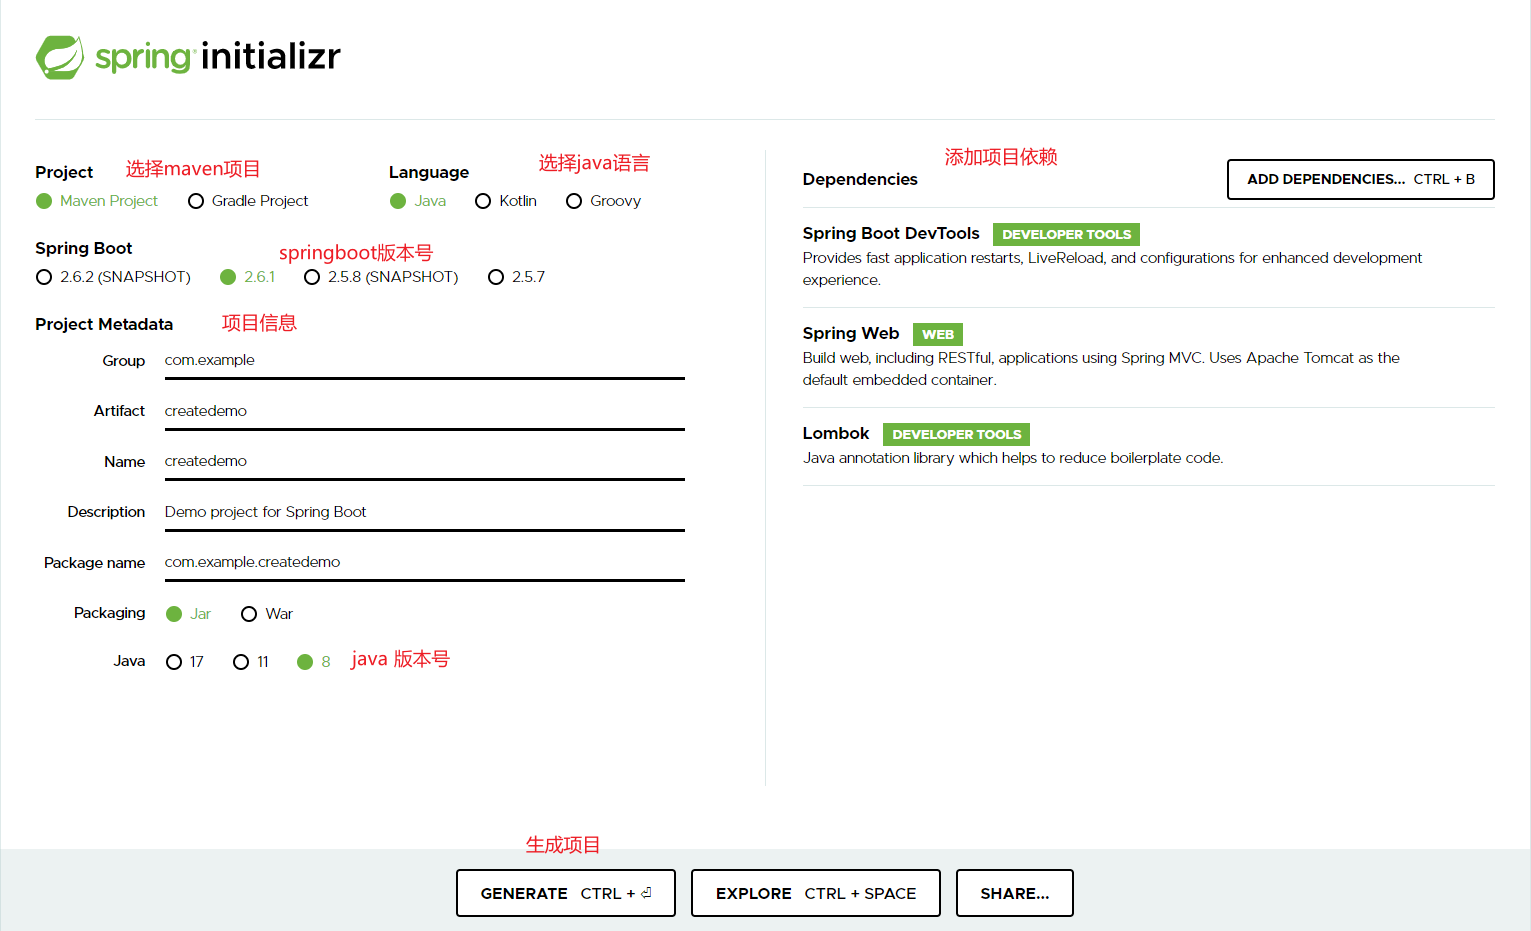 spring initializr
Project 选择maven项目
Maven Project Gradle Project
Language 选择java语言
Java Kotlin Groovy
Spring Boot springboot版本号
2.6.2 (SNAPSHOT) 2.6.1 2.5.8 (SNAPSHOT) 2.5.7
Project Metadata 项目信息
Group com.example
Artifact createdemo
Name createdemo
Description Demo project for Spring Boot
Package name com.example.createdemo
Packaging Jar War
Java 17 11 8 java 版本号
添加项目依赖
Dependencies ADD DEPENDENCIES... CTRL + B
Spring Boot DevTools DEVELOPER TOOLS
Provides fast application restarts, LiveReload, and configurations for enhanced development
experience.
Spring Web WEB
Build web, including RESTful, applications using Spring MVC. Uses Apache Tomcat as the
default embedded container.
Lombok DEVELOPER TOOLS
Java annotation library which helps to reduce boilerplate code.
生成项目
GENERATE CTRL + ⏎ EXPLORE CTRL + SPACE SHARE...